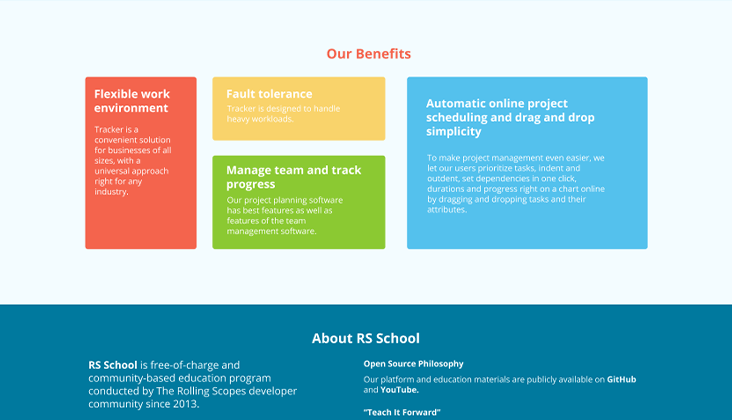 Our Benefits
Flexible work
environment
Tracker is a
convenient solution
for businesses of all
sizes, with a
universal approach
right for any
industry.
Fault tolerance
Tracker is designed to handle
heavy workloads.
Manage team and track
progress
Our project planning software
has best features as well as
features of the team
management software.
Automatic online project
scheduling and drag and drop
simplicity
To make project management even easier, we
let our users prioritize tasks, indent and
outdent, set dependencies in one click,
durations and progress right on a chart online
by dragging and dropping tasks and their
attributes.
About RS School
RS School is free-of-charge and
community-based education program
conducted by The Rolling Scopes developer
community since 2013.
Open Source Philosophy
Our platform and education materials are publicly available on GitHub
and YouTube.
"Teach It Forward"